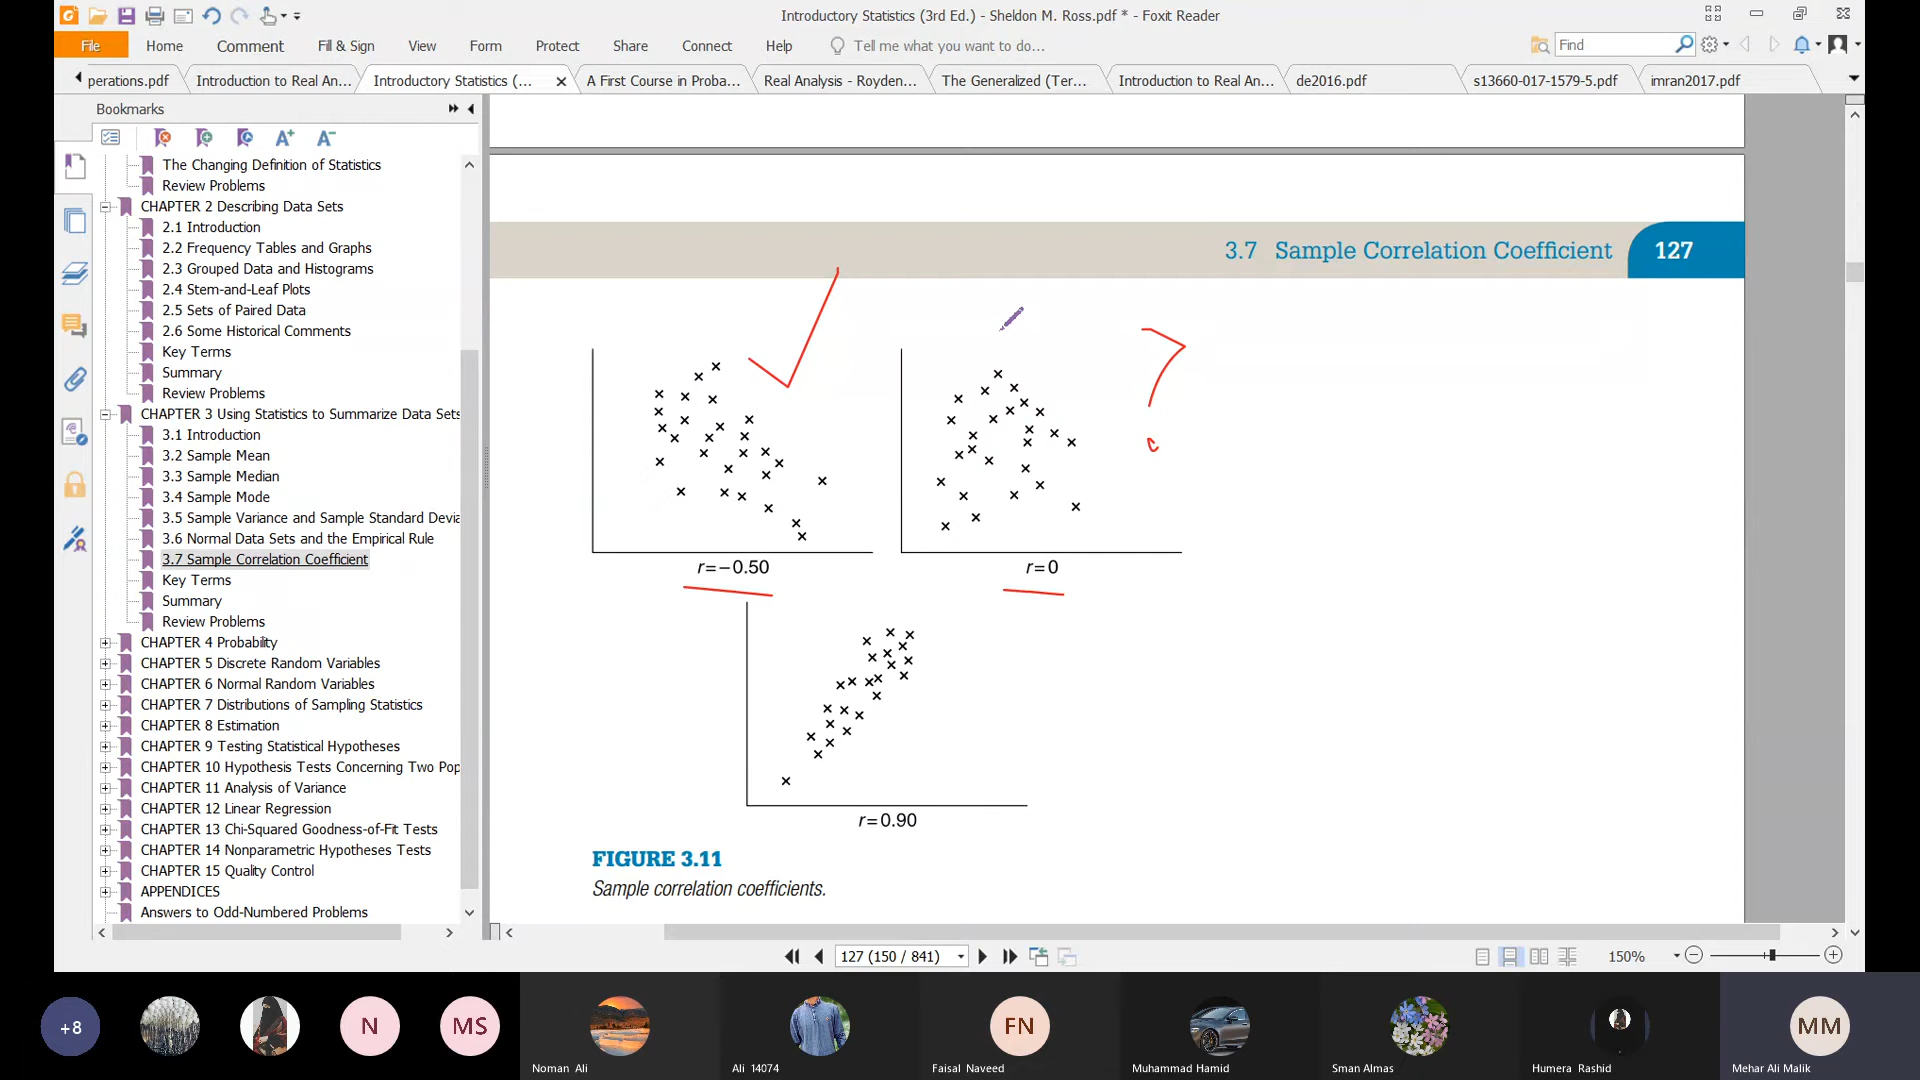 Introductory Statistics (3rd Ed.) - Sheldon M. Ross.pdf * - Foxit Reader
File Home Comment Fill & Sign View Form Protect Share Connect Help Tell me what you want to do... Find
perations.pdf Introduction to Real An... Introductory Statistics (... A First Course in Proba... Real Analysis - Royden... The Generalized (Ter... Introduction to Real An... de2016.pdf s13660-017-1579-5.pdf imran2017.pdf
Bookmarks
The Changing Definition of Statistics
Review Problems
CHAPTER 2 Describing Data Sets
2.1 Introduction
2.2 Frequency Tables and Graphs
2.3 Grouped Data and Histograms
2.4 Stem-and-Leaf Plots
2.5 Sets of Paired Data
2.6 Some Historical Comments
Key Terms
Summary
Review Problems
CHAPTER 3 Using Statistics to Summarize Data Sets
3.1 Introduction
3.2 Sample Mean
3.3 Sample Median
3.4 Sample Mode
3.5 Sample Variance and Sample Standard Devia
3.6 Normal Data Sets and the Empirical Rule
3.7 Sample Correlation Coefficient
Key Terms
Summary
Review Problems
CHAPTER 4 Probability
CHAPTER 5 Discrete Random Variables
CHAPTER 6 Normal Random Variables
CHAPTER 7 Distributions of Sampling Statistics
CHAPTER 8 Estimation
CHAPTER 9 Testing Statistical Hypotheses
CHAPTER 10 Hypothesis Tests Concerning Two Pop
CHAPTER 11 Analysis of Variance
CHAPTER 12 Linear Regression
CHAPTER 13 Chi-Squared Goodness-of-Fit Tests
CHAPTER 14 Nonparametric Hypotheses Tests
CHAPTER 15 Quality Control
APPENDICES
Answers to Odd-Numbered Problems
3.7 Sample Correlation Coefficient 127
?
r=−0.50 r=0
r=0.90
FIGURE 3.11
Sample correlation coefficients.
127 (150 / 841) 150%
+8 N MS FN MM
Noman Ali Ali 14074 Faisal Naveed Muhammad Hamid Sman Almas Humera Rashid Mehar Ali Malik